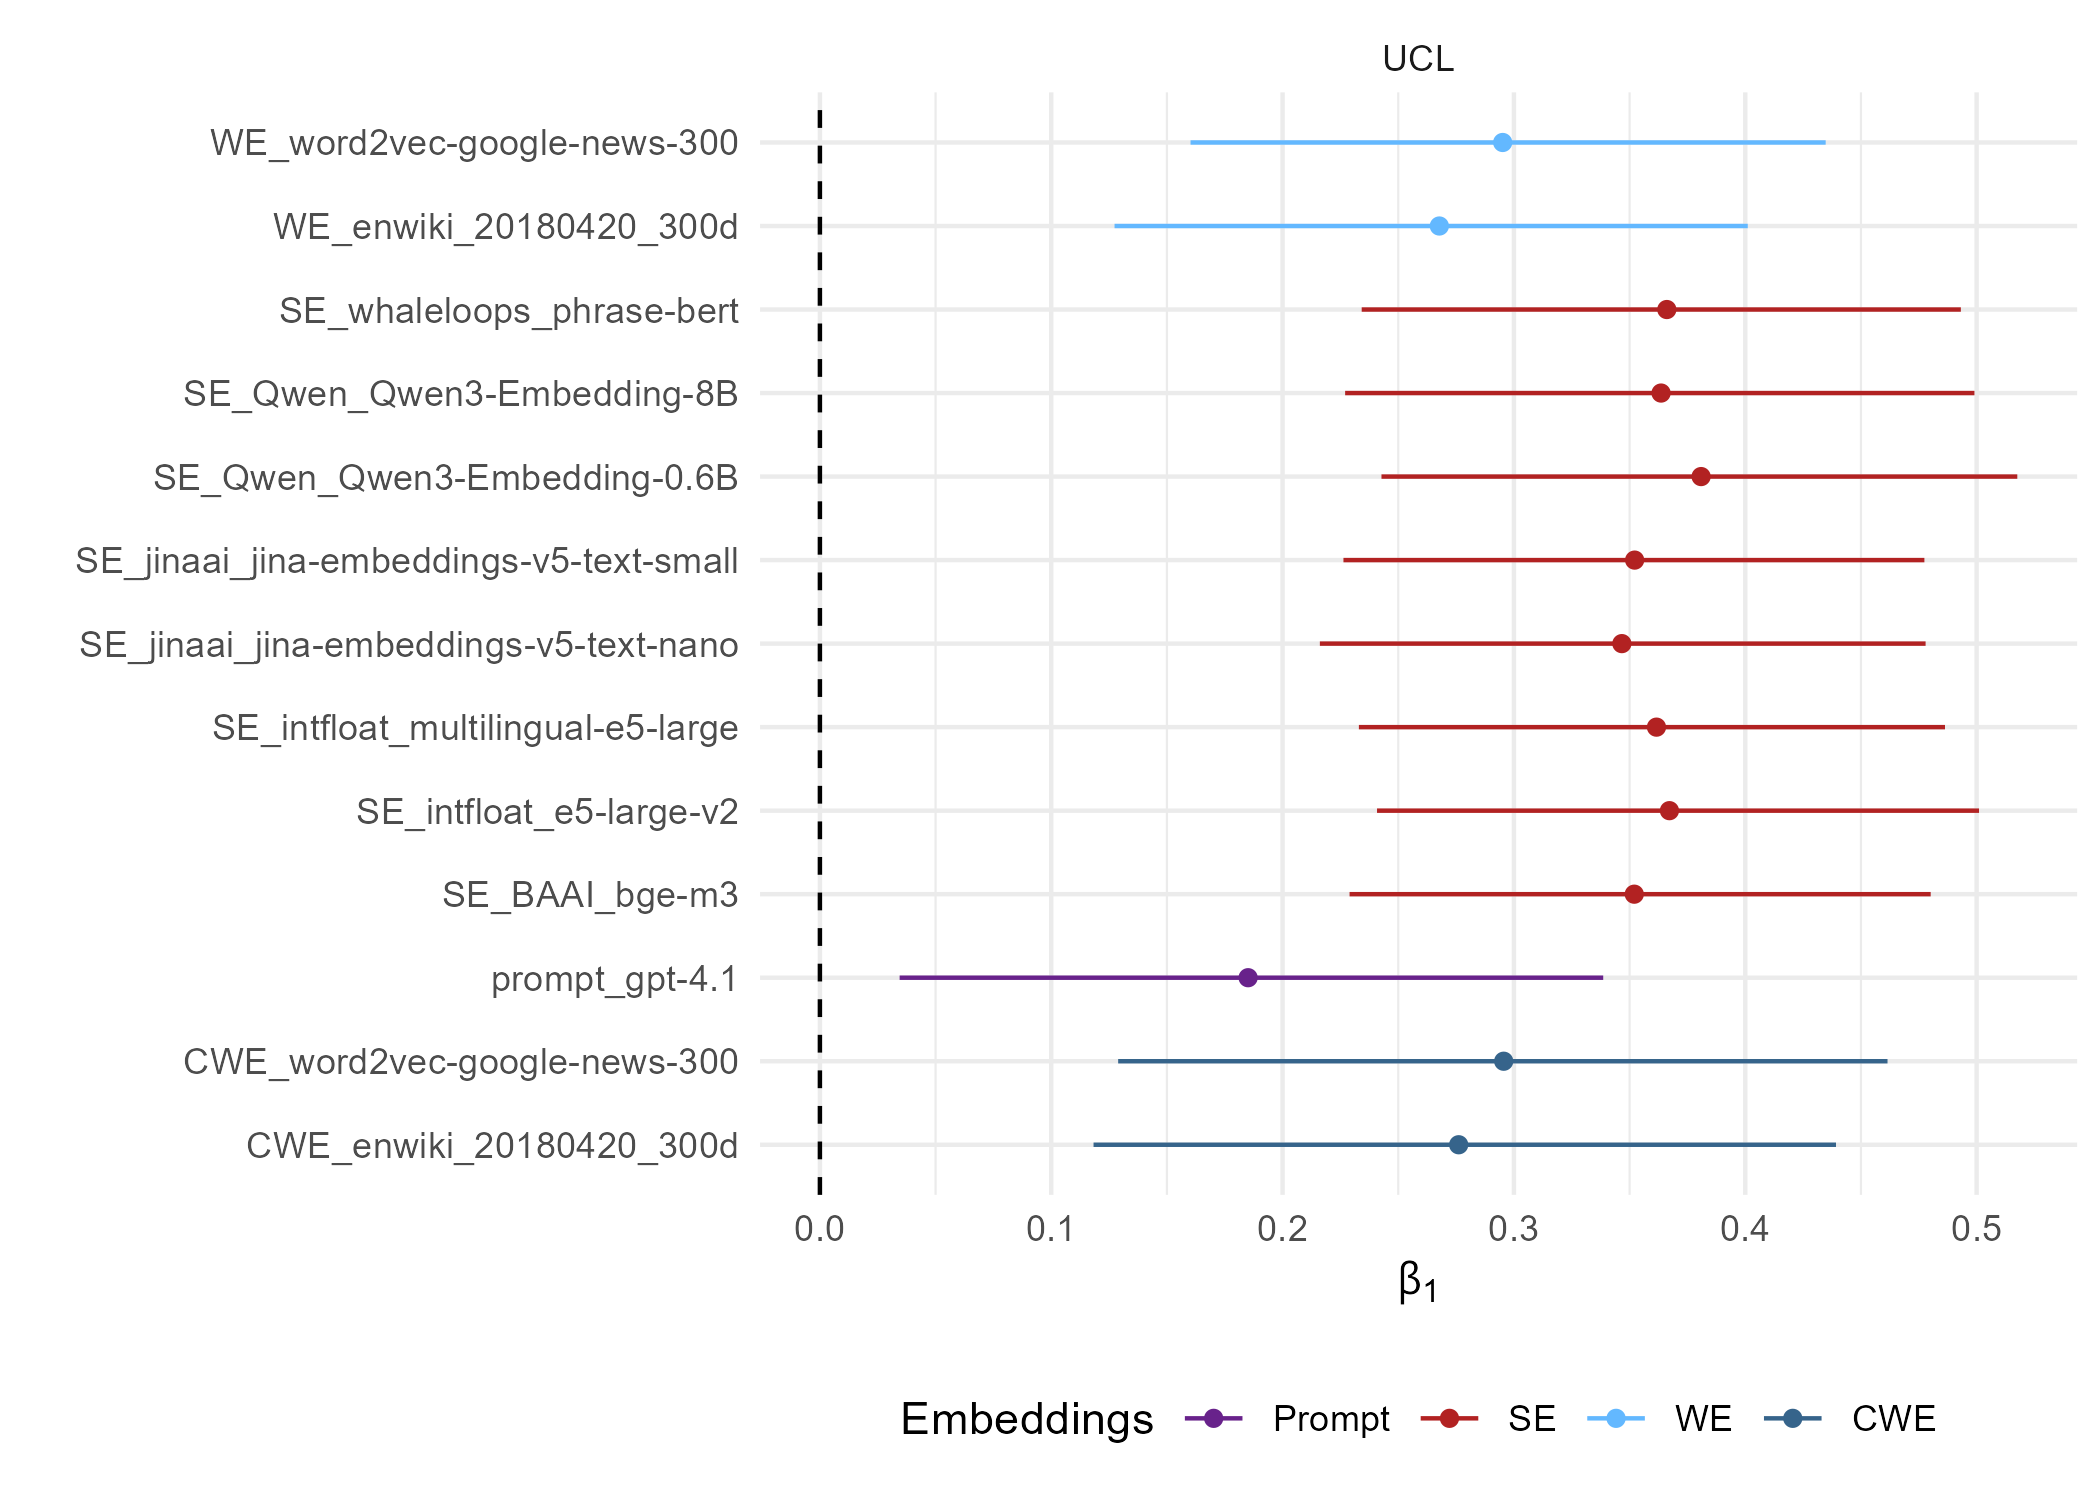 UCL
WE_word2vec-google-news-300
WE_enwiki_20180420_300d
SE_whaleloops_phrase-bert
SE_Qwen_Qwen3-Embedding-8B
SE_Qwen_Qwen3-Embedding-0.6B
SE_jinaai_jina-embeddings-v5-text-small
SE_jinaai_jina-embeddings-v5-text-nano
SE_intfloat_multilingual-e5-large
SE_intfloat_e5-large-v2
SE_BAAI_bge-m3
prompt_gpt-4.1
CWE_word2vec-google-news-300
CWE_enwiki_20180420_300d
0.0 0.1 0.2 0.3 0.4 0.5
β₁
Embeddings Prompt SE WE CWE